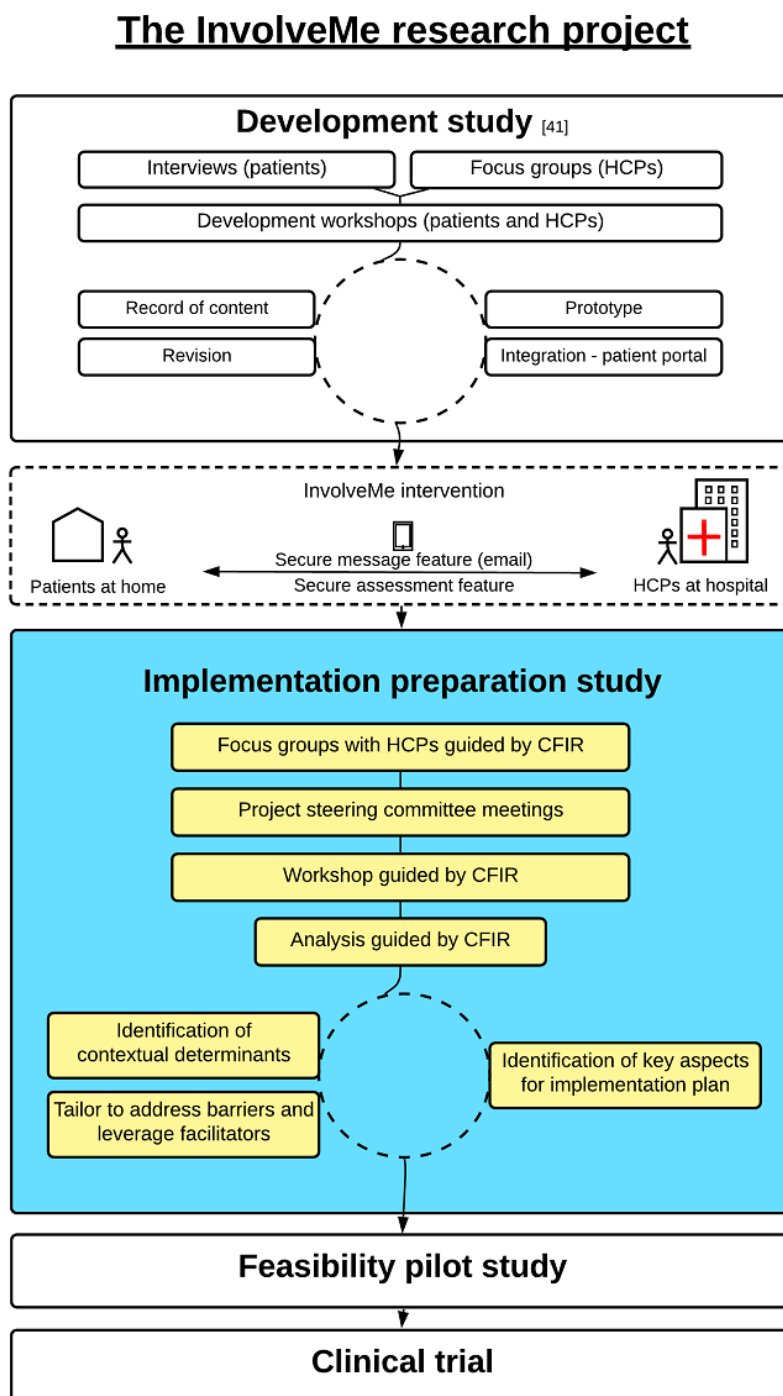 The InvolveMe research project
Development study [41]
Interviews (patients)
Focus groups (HCPs)
Development workshops (patients and HCPs)
Record of content
Prototype
Revision
Integration - patient portal
InvolveMe intervention
Secure message feature (email)
Patients at home
Secure assessment feature
HCPs at hospital
Implementation preparation study
Focus groups with HCPs guided by CFIR
Project steering committee meetings
Workshop guided by CFIR
Analysis guided by CFIR
Identification of
contextual determinants
Identification of key aspects
for implementation plan
Tailor to address barriers and
leverage facilitators
Feasibility pilot study
Clinical trial